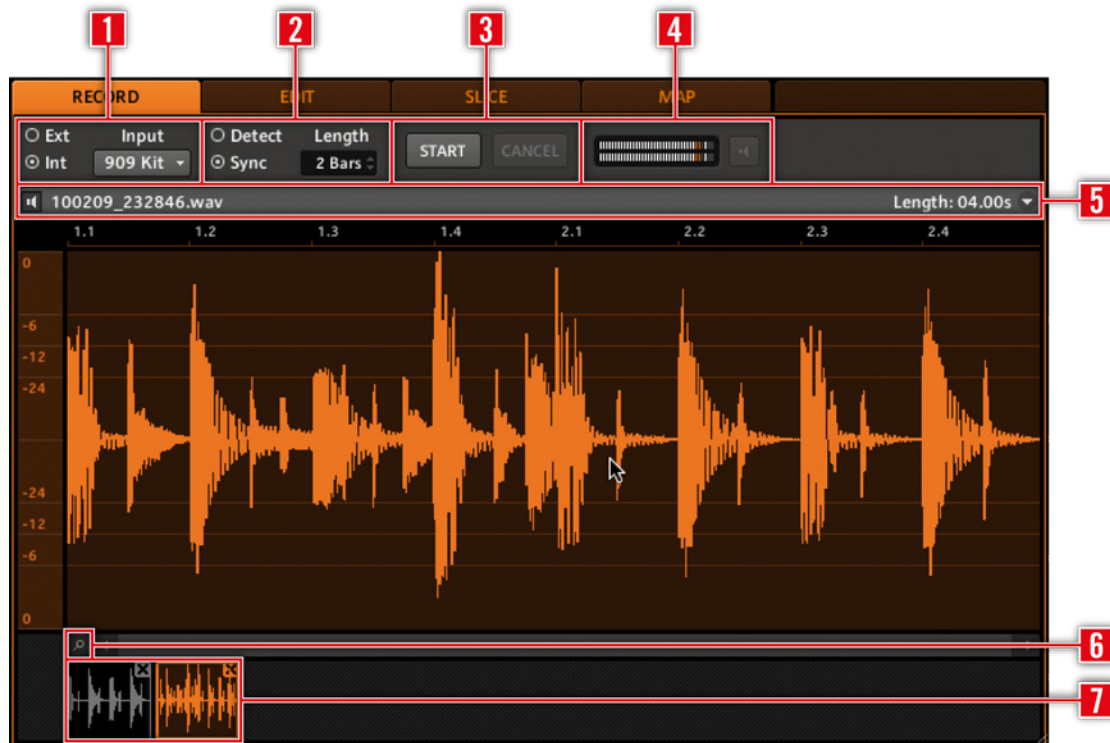 1 2 3 4
RECORD EDIT SLICE MAP
Ext Input Detect Length START CANCEL
Int 909 Kit Sync 2 Bars
100209_232846.wav Length: 04.00s 5
1.1 1.2 1.3 1.4 2.1 2.2 2.3 2.4
0
-6
-12
-24
-24
-12
-6
0
6
7